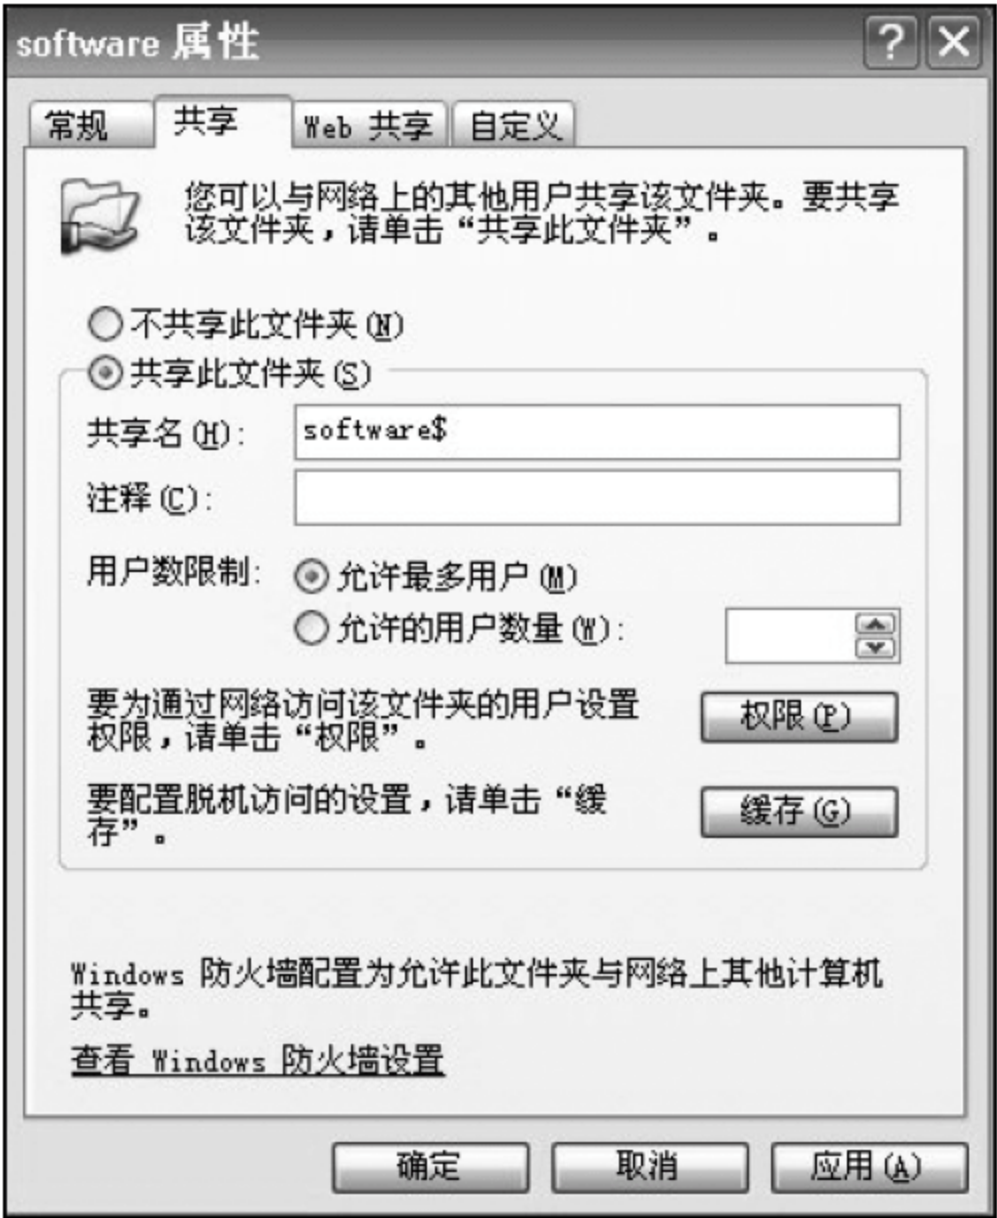 software 属性
常规 共享 Web 共享 自定义
您可以与网络上的其他用户共享该文件夹。要共享
该文件夹，请单击“共享此文件夹”。
不共享此文件夹(N)
共享此文件夹(S)
共享名(H): software$
注释(C):
用户数限制: 允许最多用户(M)
允许的用户数量(W):
要为通过网络访问该文件夹的用户设置
权限，请单击“权限”。
权限(P)
要配置脱机访问的设置，请单击“缓
存”。
缓存(G)
Windows 防火墙配置为允许此文件夹与网络上其他计算机
共享。
查看 Windows 防火墙设置
确定 取消 应用(A)